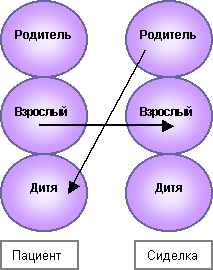 Родитель Родитель
Взрослый Взрослый
Дитя Дитя
Пациент Сиделка